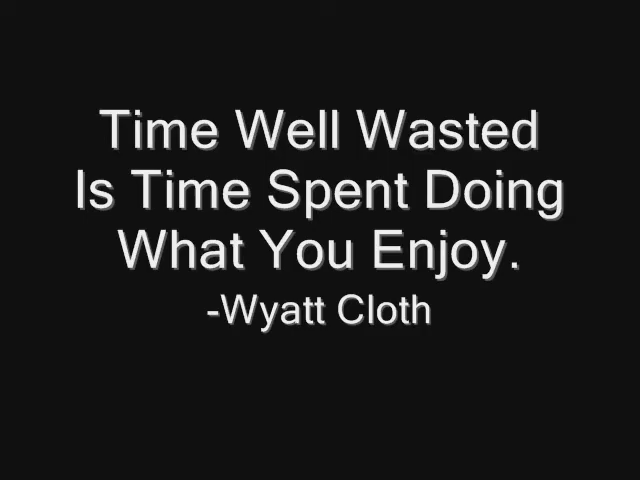 Time Well Wasted
Is Time Spent Doing
What You Enjoy.
-Wyatt Cloth